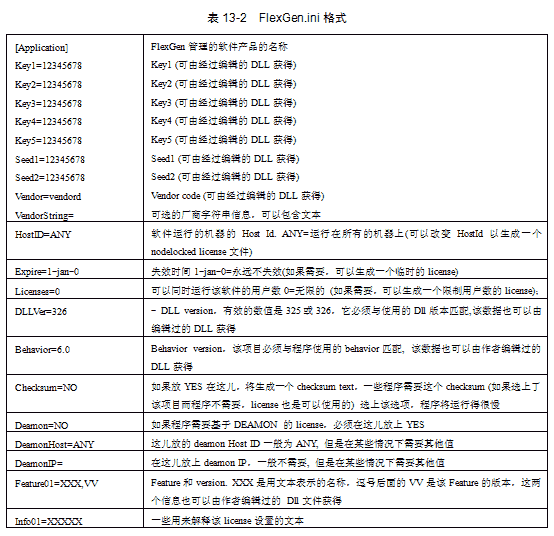 表 13-2 FlexGen.ini 格式
[Application] FlexGen 管理的软件产品的名称
Key1=12345678 Key1 (可由经过编辑的 DLL 获得)
Key2=12345678 Key2 (可由经过编辑的 DLL 获得)
Key3=12345678 Key3 (可由经过编辑的 DLL 获得)
Key4=12345678 Key4 (可由经过编辑的 DLL 获得)
Key5=12345678 Key5 (可由经过编辑的 DLL 获得)
Seed1=12345678 Seed1 (可由经过编辑的 DLL 获得)
Seed2=12345678 Seed2 (可由经过编辑的 DLL 获得)
Vendor=vendord Vendor code (可由经过编辑的 DLL 获得)
VendorString= 可选的厂商字符串信息，可以包含文本
HostID=ANY 软件运行的机器的 Host Id. ANY=运行在所有的机器上(可以改变 HostId 以生成一个
nodelocked license 文件)
Expire=1-jan-0 失效时间 1-jan-0=永远不失效(如果需要，可以生成一个临时的 license)
Licenses=0 可以同时运行该软件的用户数 0=无限的 (如果需要，可以生成一个限制用户数的 license);
DLLVer=326 - DLL version，有效的数值是 325 或 326，它必须与使用的 Dll 版本匹配,该数据也可以由
编辑过的 DLL 获得
Behavior=6.0 Behavior version，该项目必须与程序使用的 behavior 匹配, 该数据也可以由作者编辑过的
DLL 获得
Checksum=NO 如果放 YES 在这儿，将生成一个 checksum text，一些程序需要这个 checksum (如果选上了
该项目而程序不需要，license 也是可以使用的) 选上该选项，程序将运行得很慢
Deamon=NO 如果程序需要基于 DEAMON 的 license，必须在这儿放上 YES
DeamonHost=ANY 这儿放的 deamon Host ID 一般为 ANY, 但是在某些情况下需要其他值
DeamonIP= 在这儿放上 deamon IP，一般不需要, 但是在某些情况下需要其他值
Feature01=XXX,VV Feature 和 version. XXX 是用文本表示的名称，逗号后面的 VV 是该 Feature 的版本，这两
个信息也可以由作者编辑过的 Dll 文件获得
Info01=XXXXX 一些用来解释该 license 设置的文本